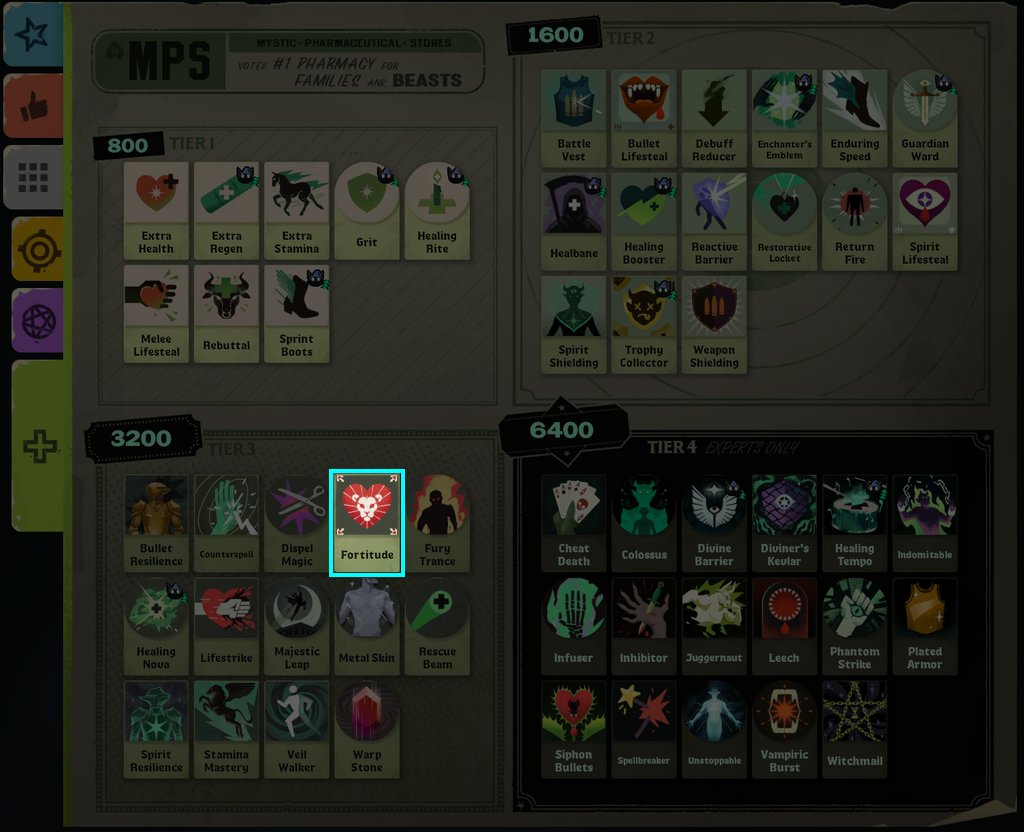 MPS
MYSTIC · PHARMACEUTICAL · STORES
VOTED #1 PHARMACY FOR
FAMILIES AND BEASTS
800
TIER 1
Extra
Health
Extra
Regen
Extra
Stamina
Grit
Healing
Rite
Melee
Lifesteal
Rebuttal
Sprint
Boots
1600
TIER 2
Battle
Vest
Bullet
Lifesteal
Debuff
Reducer
Enchanter's
Emblem
Enduring
Speed
Guardian
Ward
Healbane
Healing
Booster
Reactive
Barrier
Restorative
Locket
Return
Fire
Spirit
Lifesteal
Spirit
Shielding
Trophy
Collector
Weapon
Shielding
3200
TIER 3
Bullet
Resilience
Counterspell
Dispel
Magic
Fortitude
Fury
Trance
Healing
Nova
Lifestrike
Majestic
Leap
Metal Skin
Rescue
Beam
Spirit
Resilience
Stamina
Mastery
Veil
Walker
Warp
Stone
6400
TIER 4 EXPERTS ONLY
Cheat
Death
Colossus
Divine
Barrier
Diviner's
Kevlar
Healing
Tempo
Indomitable
Infuser
Inhibitor
Juggernaut
Leech
Phantom
Strike
Plated
Armor
Siphon
Bullets
Spellbreaker
Unstoppable
Vampiric
Burst
Witchmail